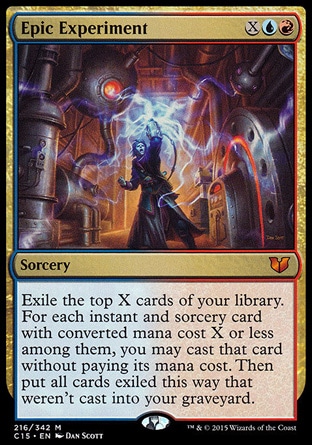 Epic Experiment X
Sorcery
Exile the top X cards of your library.
For each instant and sorcery card
with converted mana cost X or less
among them, you may cast that card
without paying its mana cost. Then
put all cards exiled this way that
weren't cast into your graveyard.
216/342 M
C15 • EN Dan Scott
™ & © 2015 Wizards of the Coast